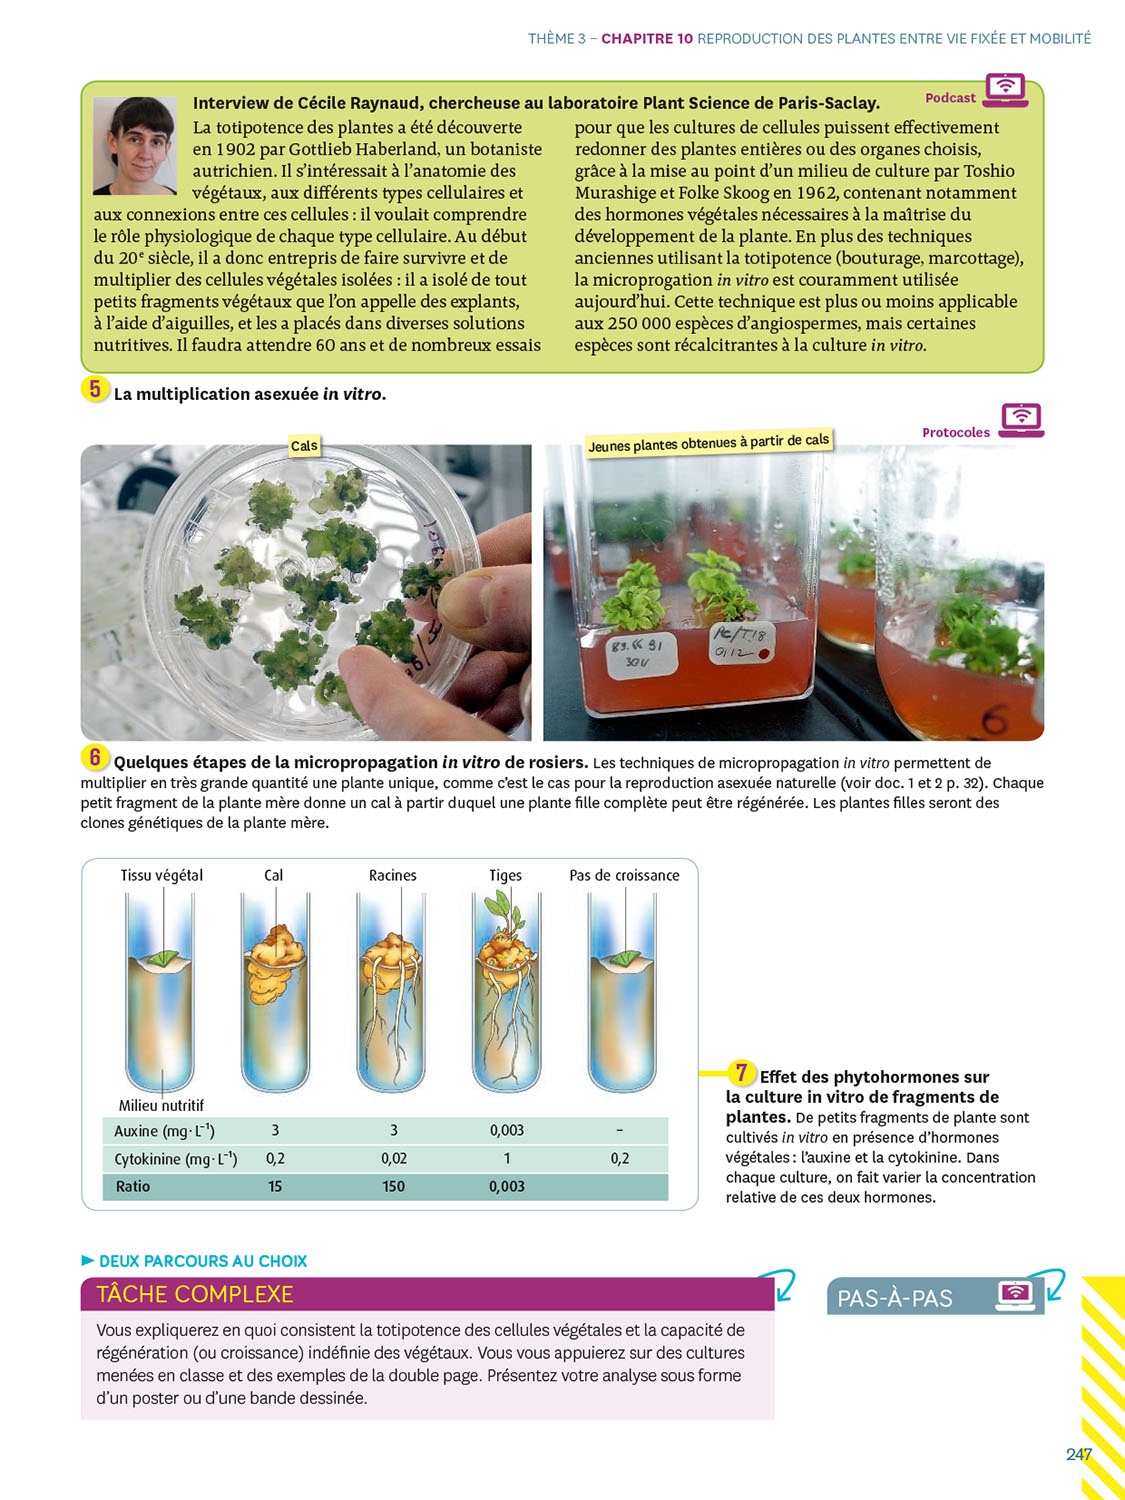 THÈME 3 – CHAPITRE 10 REPRODUCTION DES PLANTES ENTRE VIE FIXÉE ET MOBILITÉ
Podcast
Interview de Cécile Raynaud, chercheuse au laboratoire Plant Science de Paris-Saclay.
La totipotence des plantes a été découverte
en 1902 par Gottlieb Haberland, un botaniste
autrichien. Il s'intéressait à l'anatomie des
végétaux, aux différents types cellulaires et
aux connexions entre ces cellules : il voulait comprendre
le rôle physiologique de chaque type cellulaire. Au début
du 20e siècle, il a donc entrepris de faire survivre et de
multiplier des cellules végétales isolées : il a isolé de tout
petits fragments végétaux que l'on appelle des explants,
à l'aide d'aiguilles, et les a placés dans diverses solutions
nutritives. Il faudra attendre 60 ans et de nombreux essais
pour que les cultures de cellules puissent effectivement
redonner des plantes entières ou des organes choisis,
grâce à la mise au point d'un milieu de culture par Toshio
Murashige et Folke Skoog en 1962, contenant notamment
des hormones végétales nécessaires à la maîtrise du
développement de la plante. En plus des techniques
anciennes utilisant la totipotence (bouturage, marcottage),
la microprogation in vitro est couramment utilisée
aujourd'hui. Cette technique est plus ou moins applicable
aux 250 000 espèces d'angiospermes, mais certaines
espèces sont récalcitrantes à la culture in vitro.
5 La multiplication asexuée in vitro.
Protocoles
Cals
Jeunes plantes obtenues à partir de cals
30V
PC/T18
0112
6
6 Quelques étapes de la micropropagation in vitro de rosiers. Les techniques de micropropagation in vitro permettent de
multiplier en très grande quantité une plante unique, comme c'est le cas pour la reproduction asexuée naturelle (voir doc. 1 et 2 p. 32). Chaque
petit fragment de la plante mère donne un cal à partir duquel une plante fille complète peut être régénérée. Les plantes filles seront des
clones génétiques de la plante mère.
Tissu végétal Cal Racines Tiges Pas de croissance
Milieu nutritif
Auxine (mg·L⁻¹) 3 3 0,003 –
Cytokinine (mg·L⁻¹) 0,2 0,02 1 0,2
Ratio 15 150 0,003
7 Effet des phytohormones sur
la culture in vitro de fragments de
plantes. De petits fragments de plante sont
cultivés in vitro en présence d'hormones
végétales : l'auxine et la cytokinine. Dans
chaque culture, on fait varier la concentration
relative de ces deux hormones.
DEUX PARCOURS AU CHOIX
TÂCHE COMPLEXE
Vous expliquerez en quoi consistent la totipotence des cellules végétales et la capacité de
régénération (ou croissance) indéfinie des végétaux. Vous vous appuierez sur des cultures
menées en classe et des exemples de la double page. Présentez votre analyse sous forme
d'un poster ou d'une bande dessinée.
PAS-À-PAS
247